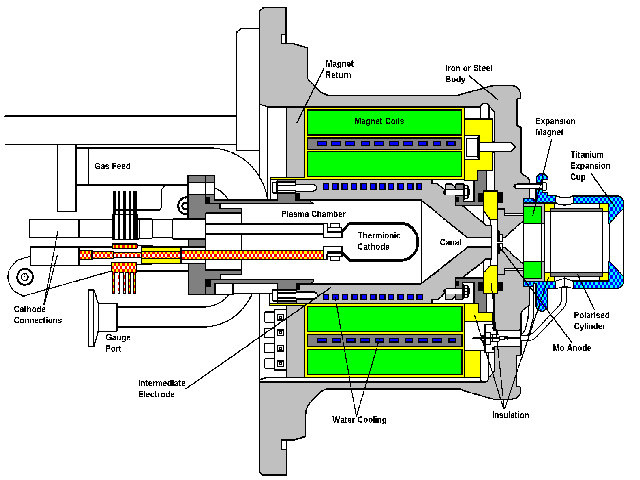 Magnet
Return
Iron or Steel
Body
Expansion
Magnet
Titanium
Expansion
Cup
Magnet Coils
Gas Feed
Plasma Chamber
Thermionic
Cathode
Canal
Cathode
Connections
Gauge
Port
Polarised
Cylinder
Mo Anode
Intermediate
Electrode
Water Cooling
Insulation